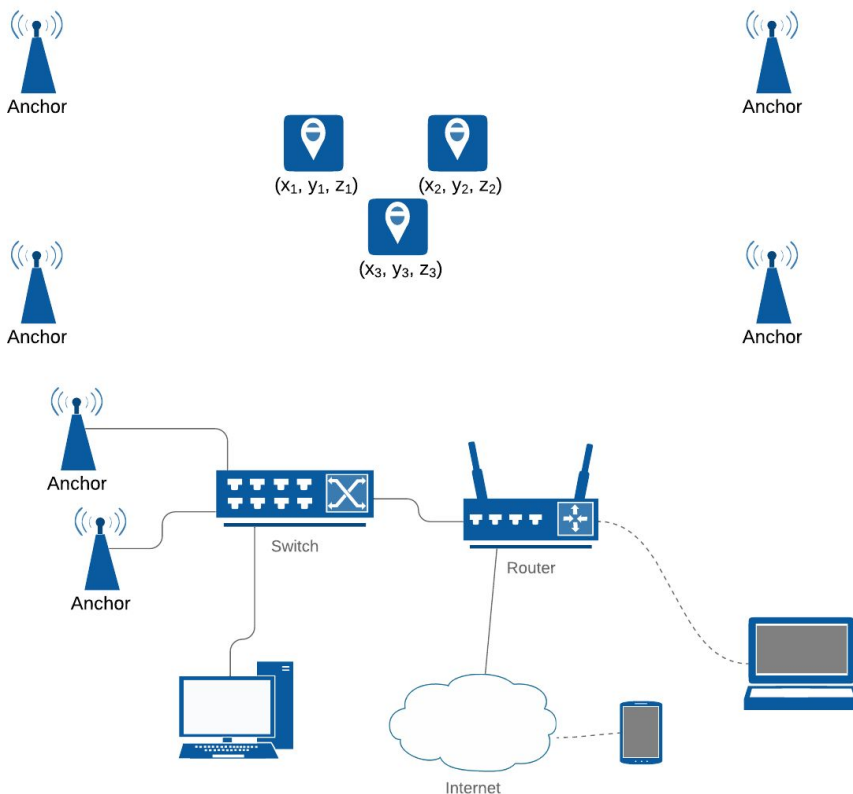 Anchor
Anchor
(x₁, y₁, z₁)
(x₂, y₂, z₂)
(x₃, y₃, z₃)
Anchor
Anchor
Anchor
Switch
Router
Anchor
Internet